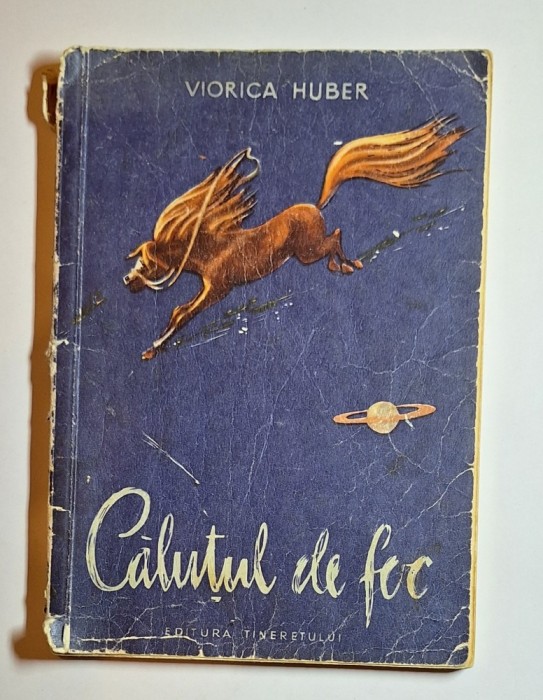 VIORICA HUBER
Căluțul de foc
EDITURA TINERETULUI